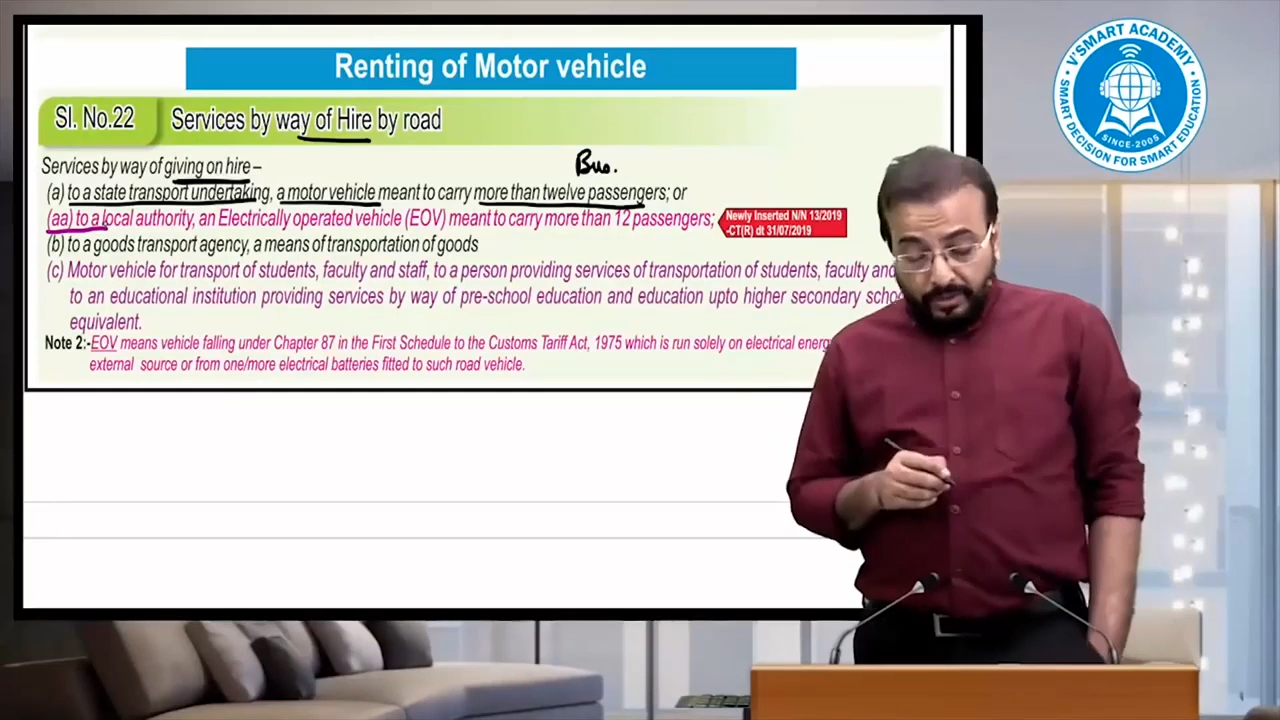 Renting of Motor vehicle
Sl. No.22 Services by way of Hire by road
Services by way of giving on hire –
Bus.
(a) to a state transport undertaking, a motor vehicle meant to carry more than twelve passengers; or
(aa) to a local authority, an Electrically operated vehicle (EOV) meant to carry more than 12 passengers;
Newly Inserted N/N 13/2019
-CT(R) dt 31/07/2019
(b) to a goods transport agency, a means of transportation of goods
(c) Motor vehicle for transport of students, faculty and staff, to a person providing services of transportation of students, faculty and
to an educational institution providing services by way of pre-school education and education upto higher secondary
equivalent.
Note 2:-EOV means vehicle falling under Chapter 87 in the First Schedule to the Customs Tariff Act, 1975 which is run solely on electrical
external source or from one/more electrical batteries fitted to such road vehicle.
V'SMART ACADEMY
SMART DECISION FOR SMART EDUCATION
SINCE-2005